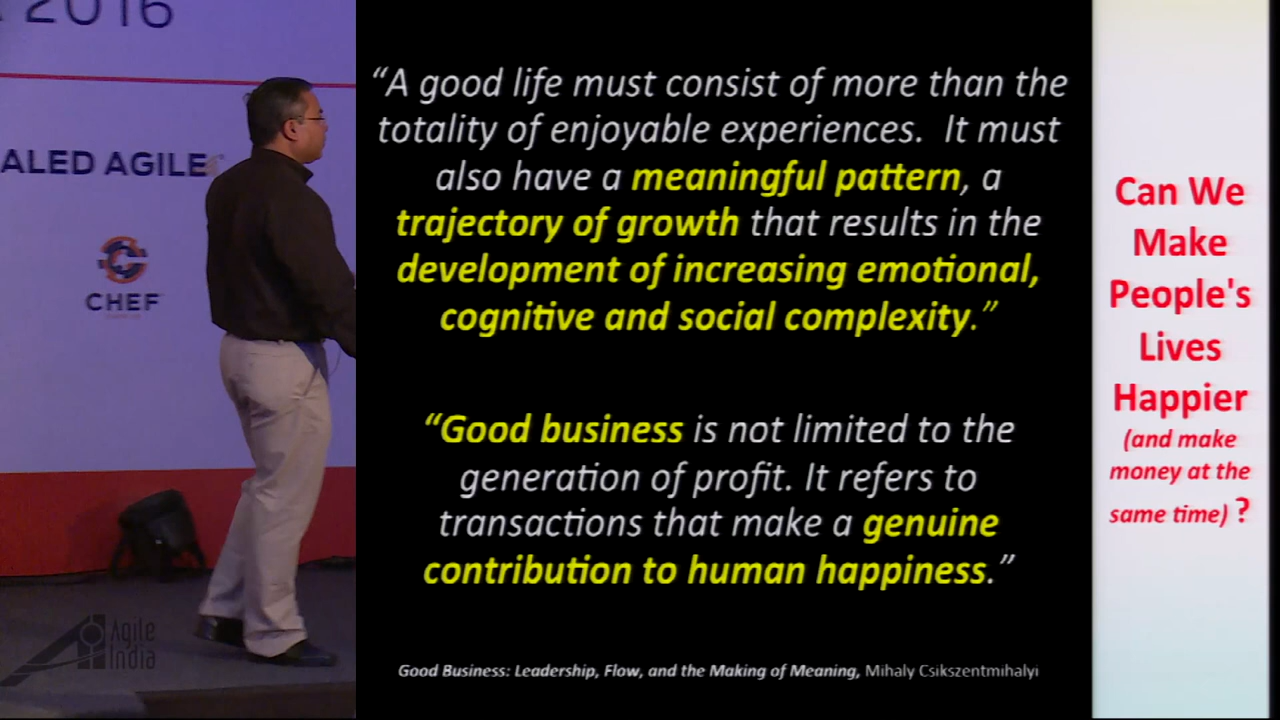 2016
ALED AGILE
CHEF
Agile
India
“A good life must consist of more than the
totality of enjoyable experiences.  It must
also have a meaningful pattern, a
trajectory of growth that results in the
development of increasing emotional,
cognitive and social complexity.”
“Good business is not limited to the
generation of profit. It refers to
transactions that make a genuine
contribution to human happiness.”
Good Business: Leadership, Flow, and the Making of Meaning, Mihaly Csikszentmihalyi
Can We
Make
People's
Lives
Happier
(and make
money at the
same time) ?